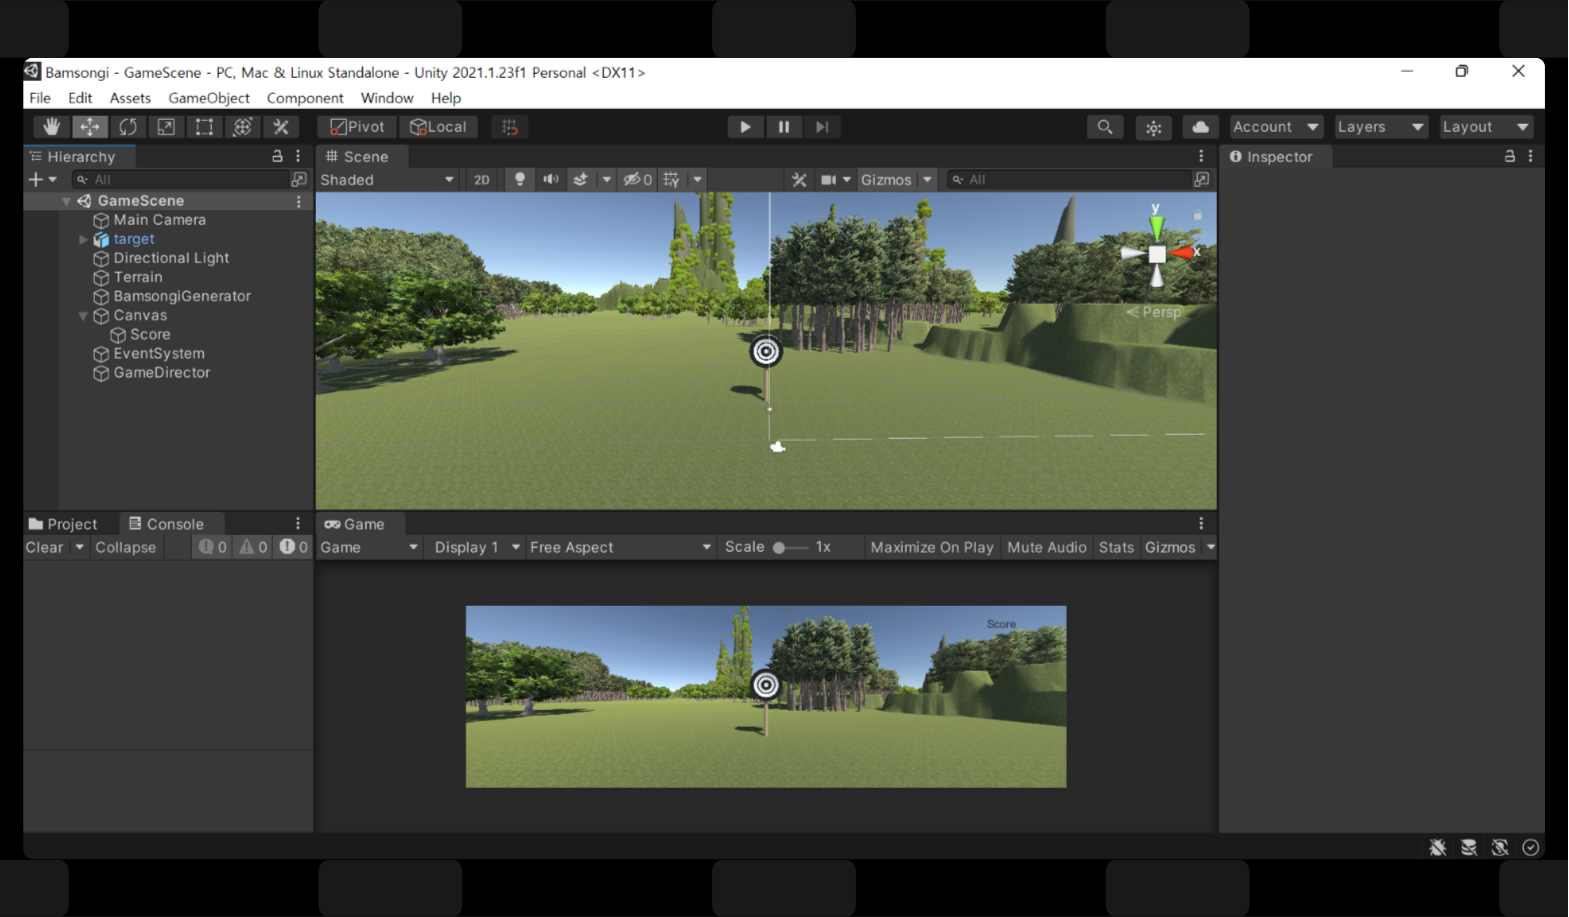 Bamsongi - GameScene - PC, Mac & Linux Standalone - Unity 2021.1.23f1 Personal <DX11>
File Edit Assets GameObject Component Window Help
Pivot Local Account Layers Layout
Hierarchy
All
GameScene
Main Camera
target
Directional Light
Terrain
BamsongiGenerator
Canvas
Score
EventSystem
GameDirector
Scene
Shaded 2D 0 Gizmos All
y
x
< Persp
Inspector
Project Console
Clear Collapse 0 0 0
Game
Game Display 1 Free Aspect Scale 1x Maximize On Play Mute Audio Stats Gizmos
Score